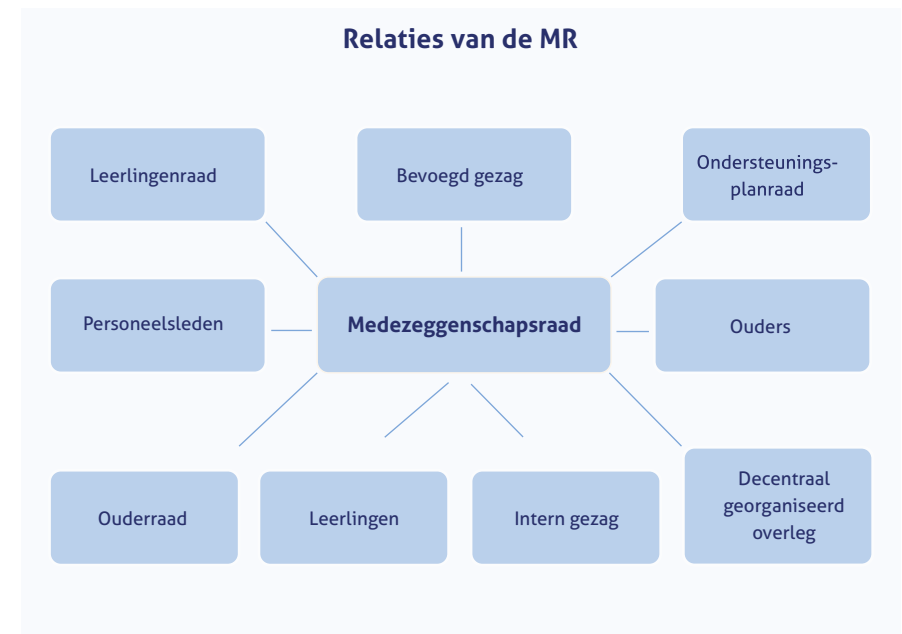 Relaties van de MR
Leerlingenraad
Bevoegd gezag
Ondersteunings-
planraad
Personeelsleden
Medezeggenschapsraad
Ouders
Ouderraad
Leerlingen
Intern gezag
Decentraal
georganiseerd
overleg